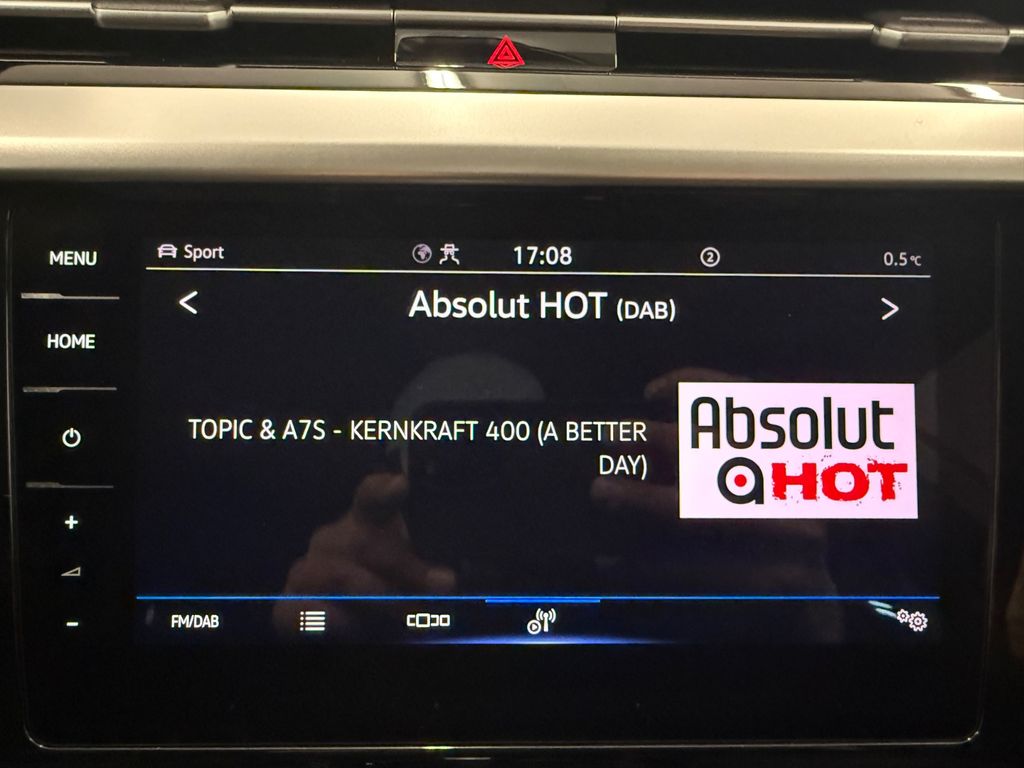 MENU
HOME
+
-
Sport
17:08
2
0.5°C
< Absolut HOT (DAB) >
TOPIC & A7S - KERNKRAFT 400 (A BETTER
DAY)
Absolut
a HOT
FM/DAB